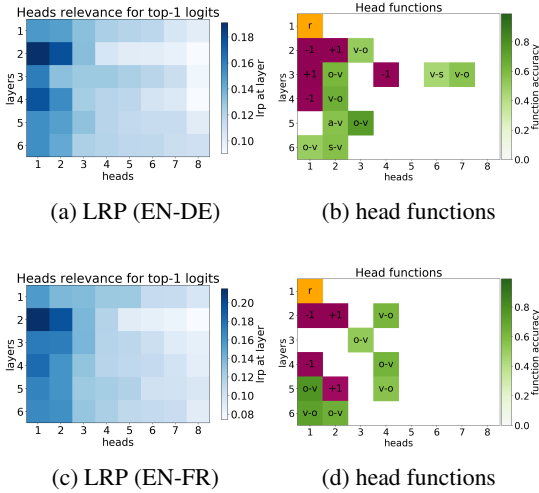 Heads relevance for top-1 logits
1
2
3
4
5
6
layers
1 2 3 4 5 6 7 8
heads
0.18
0.16
0.14
0.12
0.10
lrp at layer
(a) LRP (EN-DE)
Head functions
1 r
2 -1 +1 v-o
3 +1 o-v -1 v-s v-o
4 -1 v-o
5 a-v o-v
6 o-v s-v
layers
1 2 3 4 5 6 7 8
heads
0.8
0.6
0.4
0.2
0.0
function accuracy
(b) head functions
Heads relevance for top-1 logits
1
2
3
4
5
6
layers
1 2 3 4 5 6 7 8
heads
0.20
0.18
0.16
0.14
0.12
0.10
0.08
lrp at layer
(c) LRP (EN-FR)
Head functions
1 r
2 -1 +1 v-o
3 o-v
4 -1 o-v
5 o-v +1 v-o
6 v-o o-v
layers
1 2 3 4 5 6 7 8
heads
0.8
0.6
0.4
0.2
0.0
function accuracy
(d) head functions